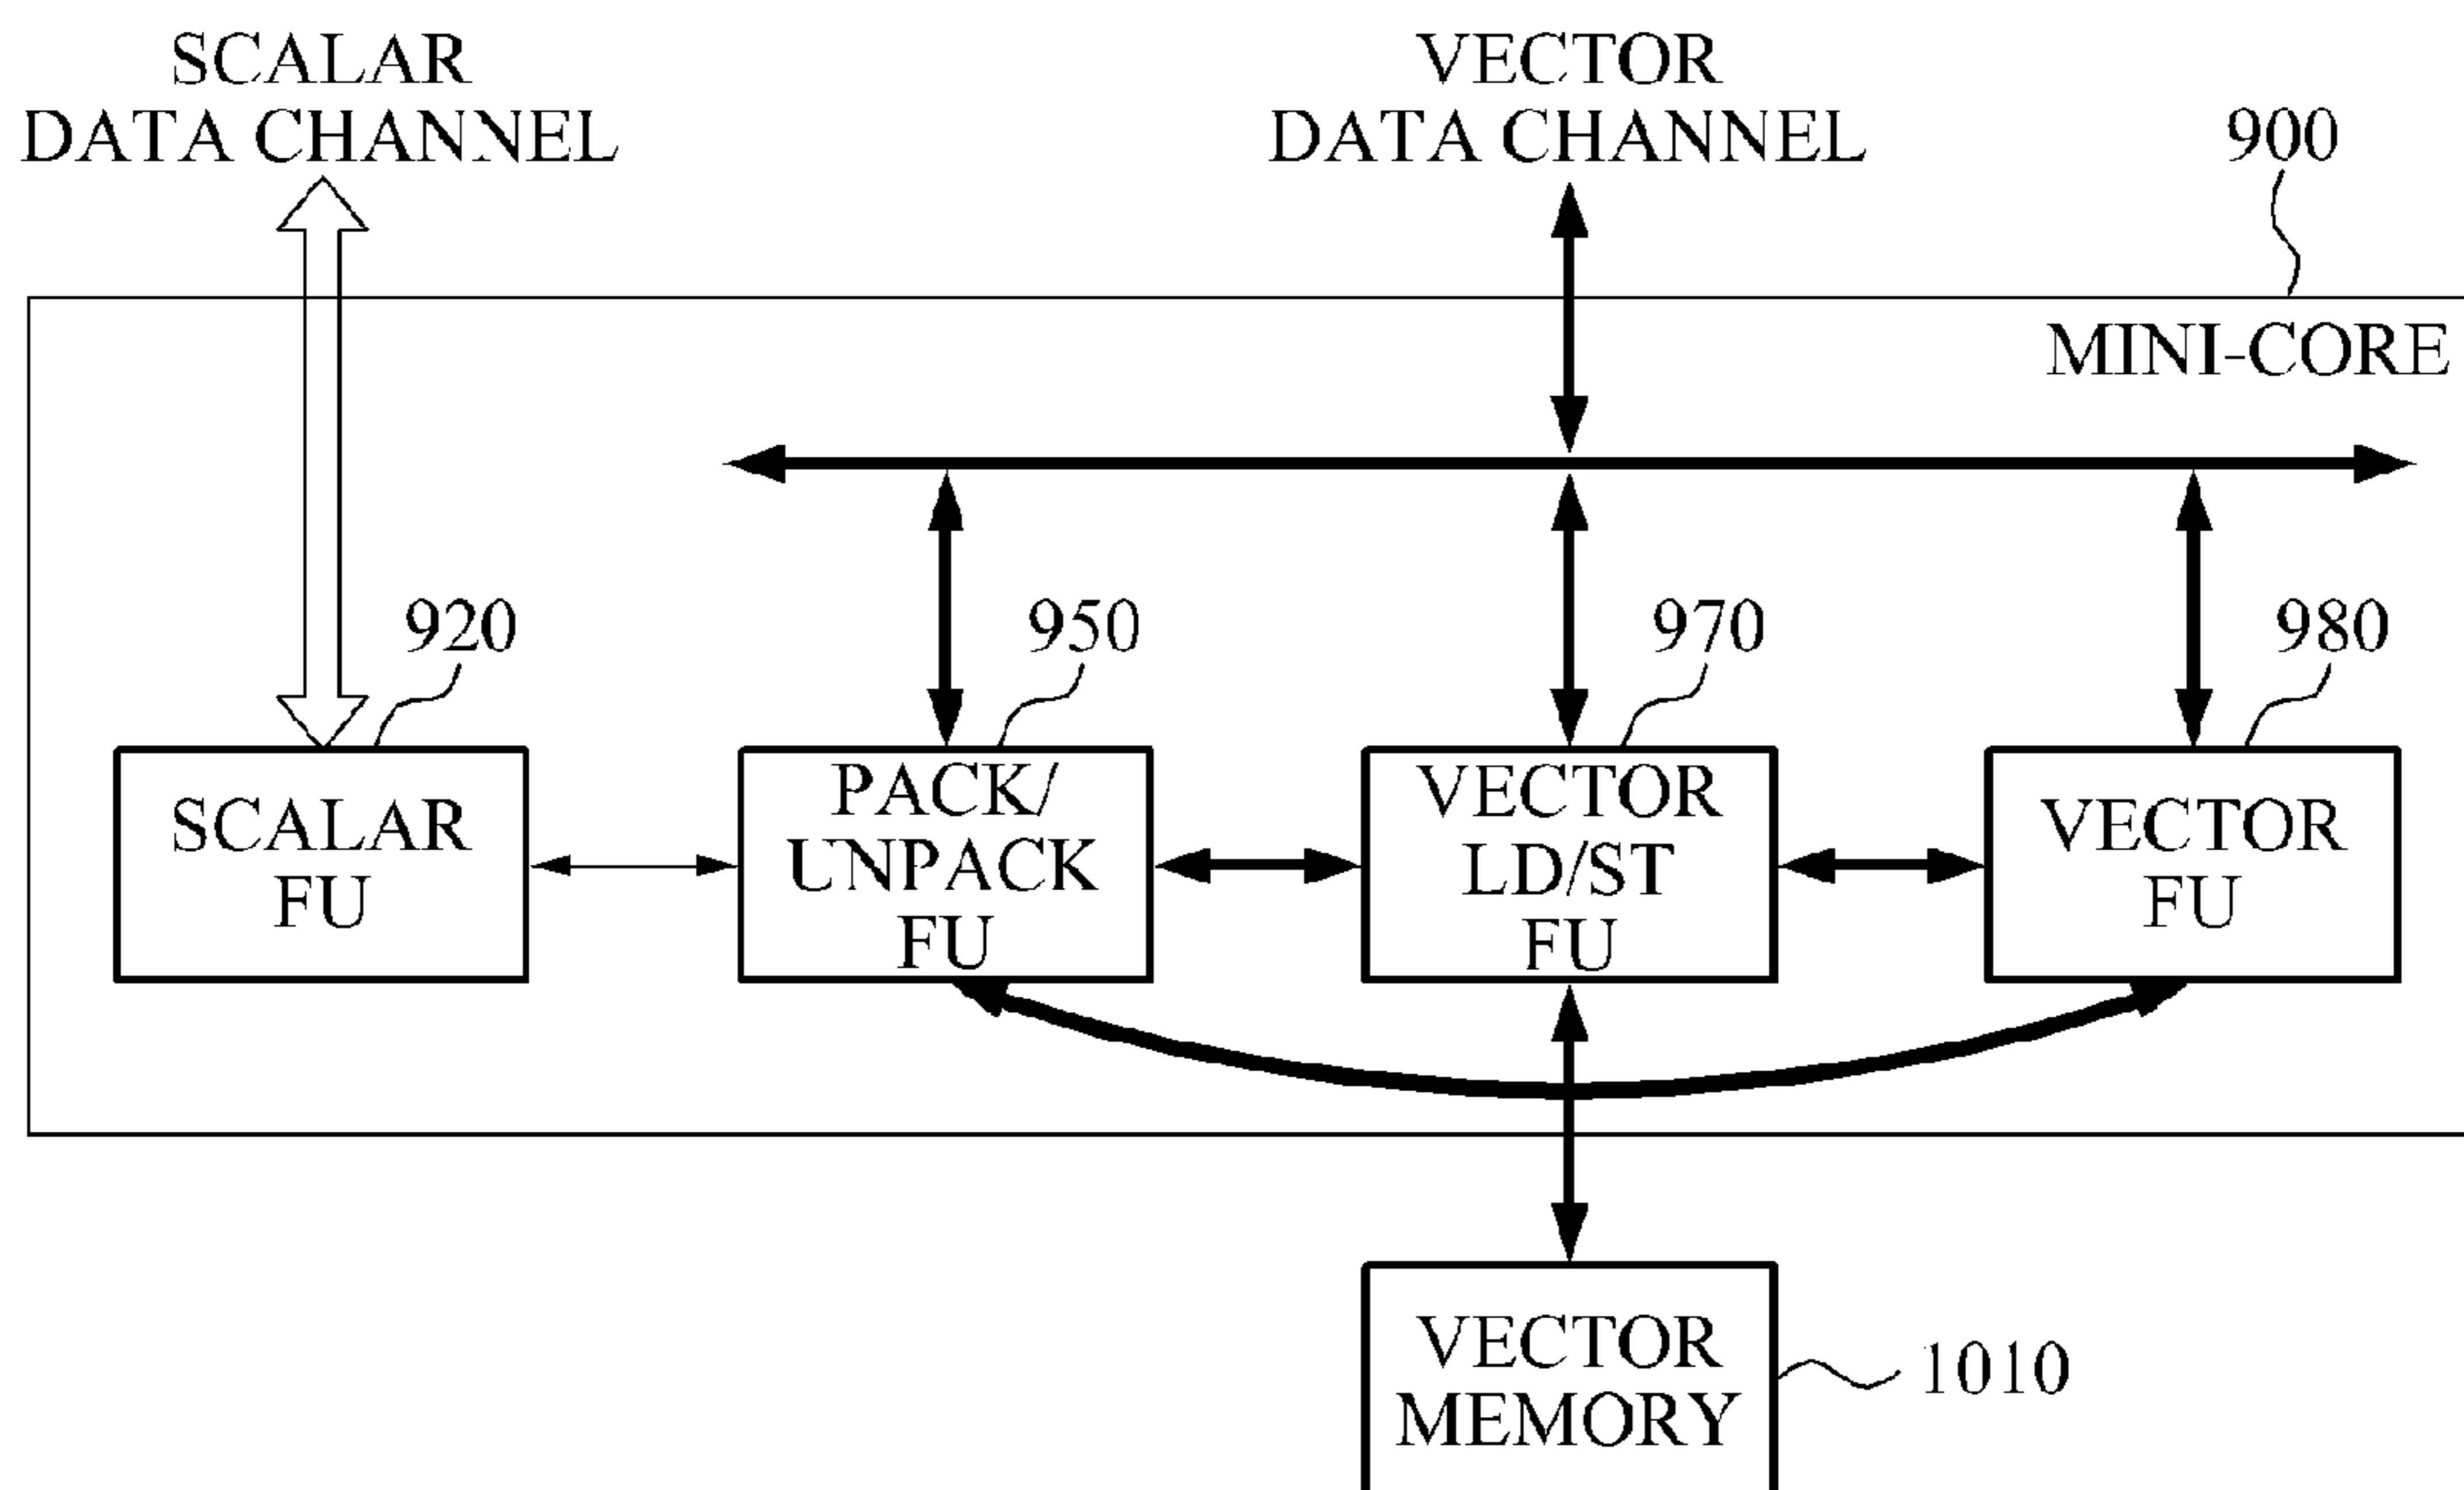 SCALAR
DATA CHANNEL
VECTOR
DATA CHANNEL
900
MINI-CORE
920
950
970
980
SCALAR
FU
PACK/
UNPACK
FU
VECTOR
LD/ST
FU
VECTOR
FU
VECTOR
MEMORY
1010